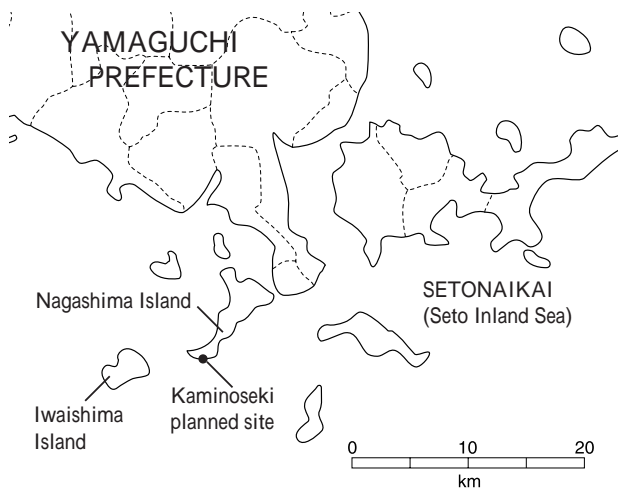 YAMAGUCHI
PREFECTURE
Nagashima Island
SETONAIKAI
(Seto Inland Sea)
Iwaishima
Island
Kaminoseki
planned site
0 10 20
km